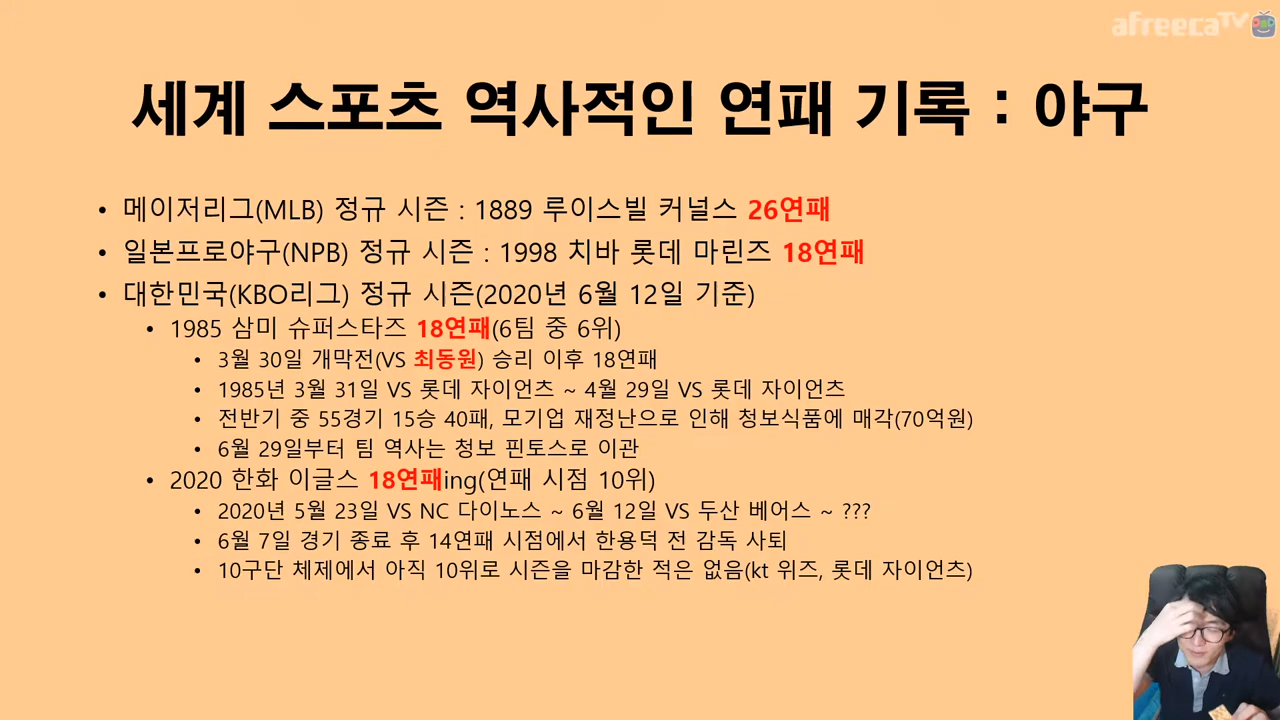 afreecaTV
세계 스포츠 역사적인 연패 기록 : 야구
• 메이저리그(MLB) 정규 시즌 : 1889 루이스빌 커널스 26연패
• 일본프로야구(NPB) 정규 시즌 : 1998 치바 롯데 마린즈 18연패
• 대한민국(KBO리그) 정규 시즌(2020년 6월 12일 기준)
• 1985 삼미 슈퍼스타즈 18연패(6팀 중 6위)
• 3월 30일 개막전(VS 최동원) 승리 이후 18연패
• 1985년 3월 31일 VS 롯데 자이언츠 ~ 4월 29일 VS 롯데 자이언츠
• 전반기 중 55경기 15승 40패, 모기업 재정난으로 인해 청보식품에 매각(70억원)
• 6월 29일부터 팀 역사는 청보 핀토스로 이관
• 2020 한화 이글스 18연패ing(연패 시점 10위)
• 2020년 5월 23일 VS NC 다이노스 ~ 6월 12일 VS 두산 베어스 ~ ???
• 6월 7일 경기 종료 후 14연패 시점에서 한용덕 전 감독 사퇴
• 10구단 체제에서 아직 10위로 시즌을 마감한 적은 없음(kt 위즈, 롯데 자이언츠)